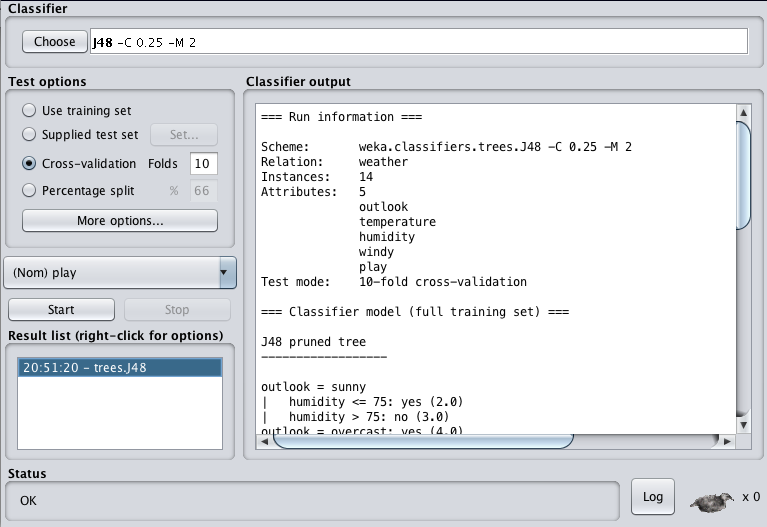 Classifier
Choose J48 -C 0.25 -M 2
Test options
Use training set
Supplied test set Set...
Cross-validation Folds 10
Percentage split % 66
More options...
(Nom) play
Start Stop
Result list (right-click for options)
20:51:20 - trees.J48
Classifier output
=== Run information ===
Scheme: weka.classifiers.trees.J48 -C 0.25 -M 2
Relation: weather
Instances: 14
Attributes: 5
outlook
temperature
humidity
windy
play
Test mode: 10-fold cross-validation
=== Classifier model (full training set) ===
J48 pruned tree
------------------
outlook = sunny
| humidity <= 75: yes (2.0)
| humidity > 75: no (3.0)
outlook = overcast: yes (4.0)
Status
OK
Log x 0